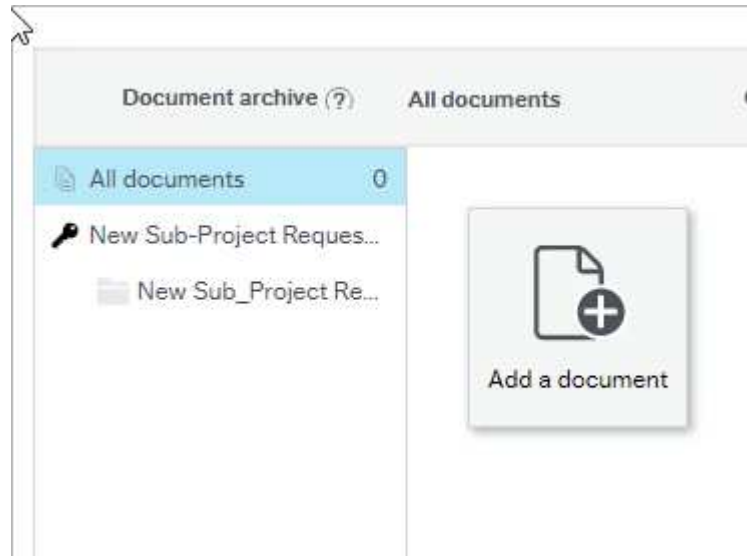 Document archive (?) All documents
All documents 0
New Sub-Project Reques...
New Sub_Project Re...
Add a document